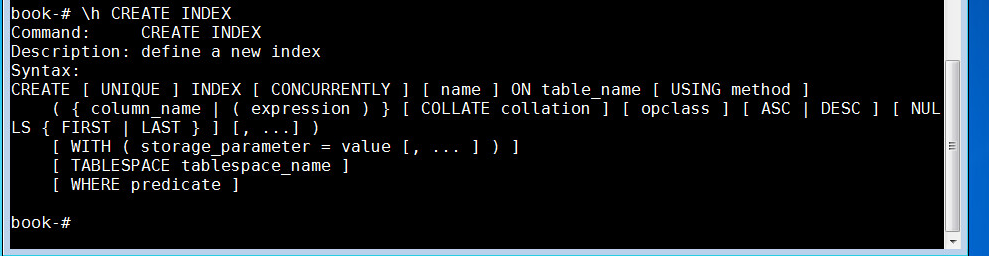 book-# \h CREATE INDEX
Command:     CREATE INDEX
Description: define a new index
Syntax:
CREATE [ UNIQUE ] INDEX [ CONCURRENTLY ] [ name ] ON table_name [ USING method ]
    ( { column_name | ( expression ) } [ COLLATE collation ] [ opclass ] [ ASC | DESC ] [ NUL
LS { FIRST | LAST } ] [, ...] )
    [ WITH ( storage_parameter = value [, ... ] ) ]
    [ TABLESPACE tablespace_name ]
    [ WHERE predicate ]
book-#